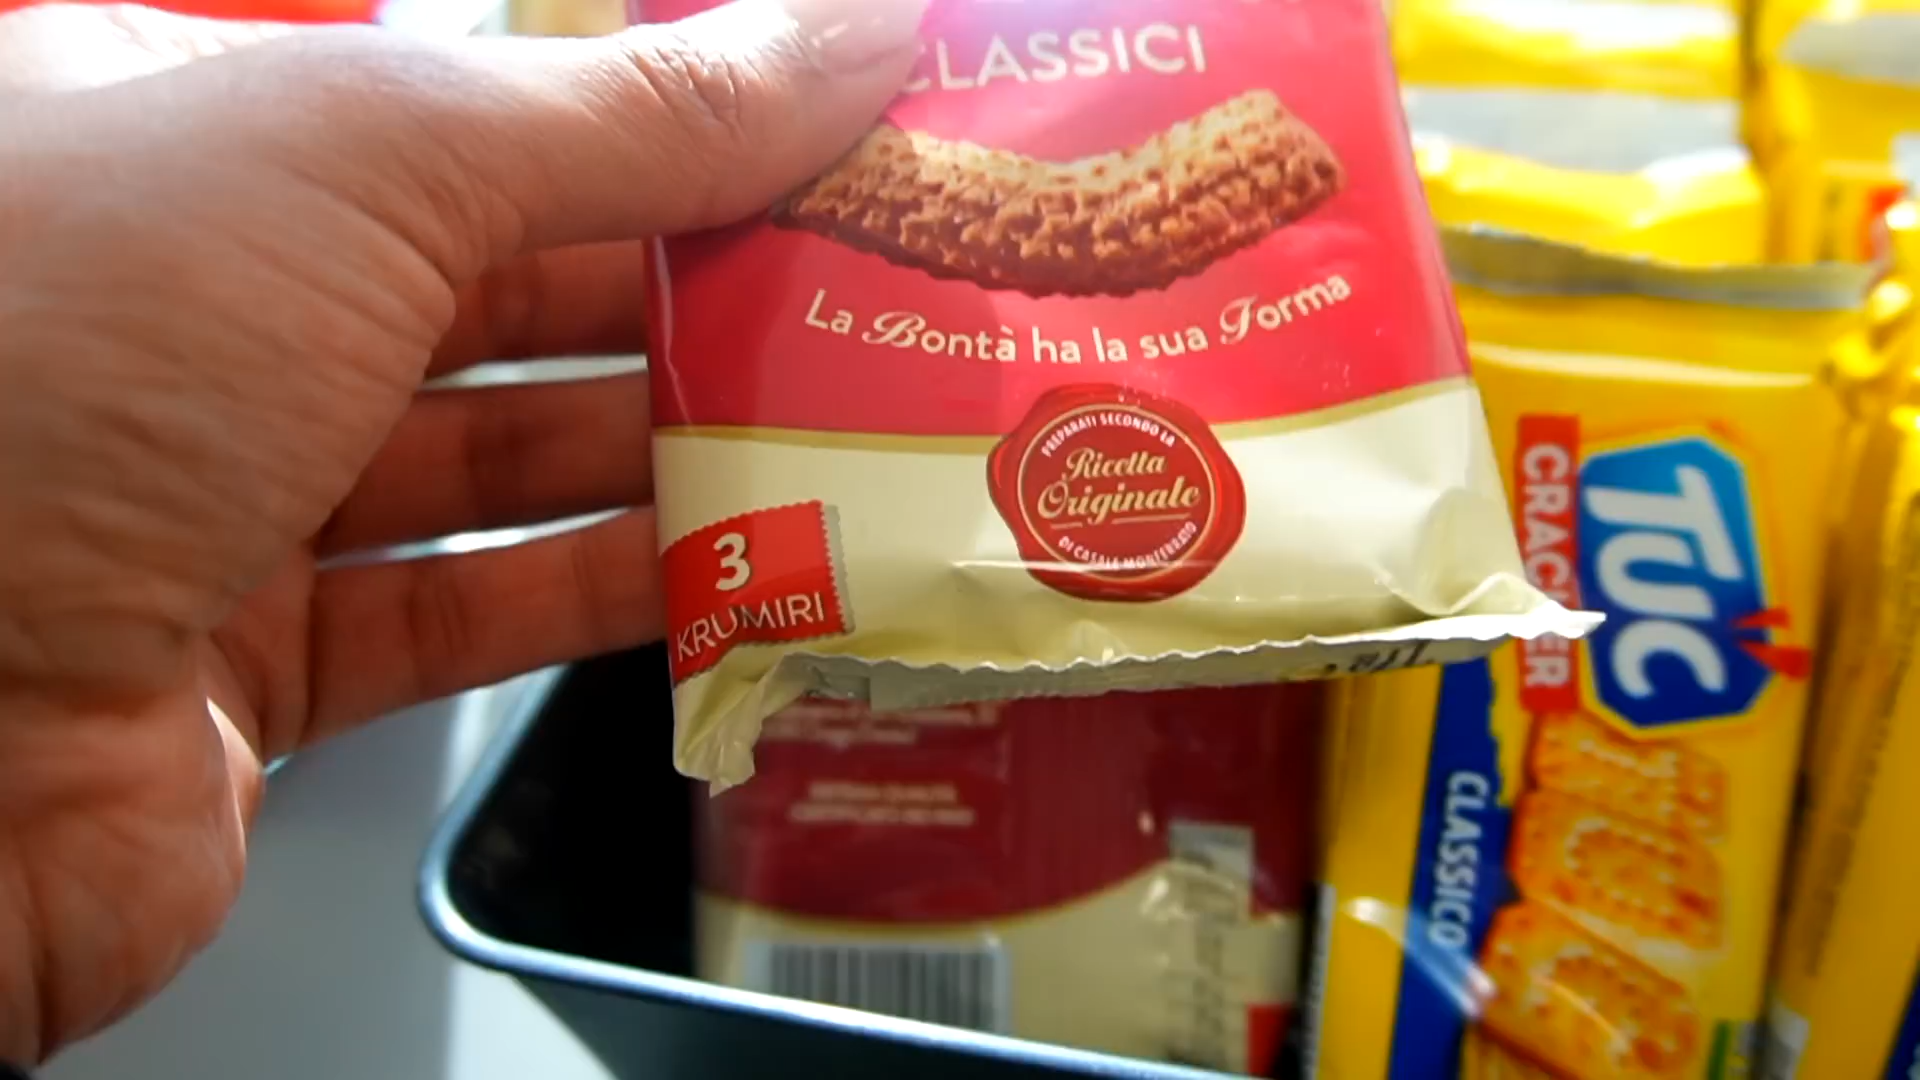 CLASSICI
La Bontà ha la sua Forma
PREPARATI SECONDO LA
Ricetta
Originale
DI CASALE MONFERRATO
3
KRUMIRI
TUC
CRACKER
CLASSICO